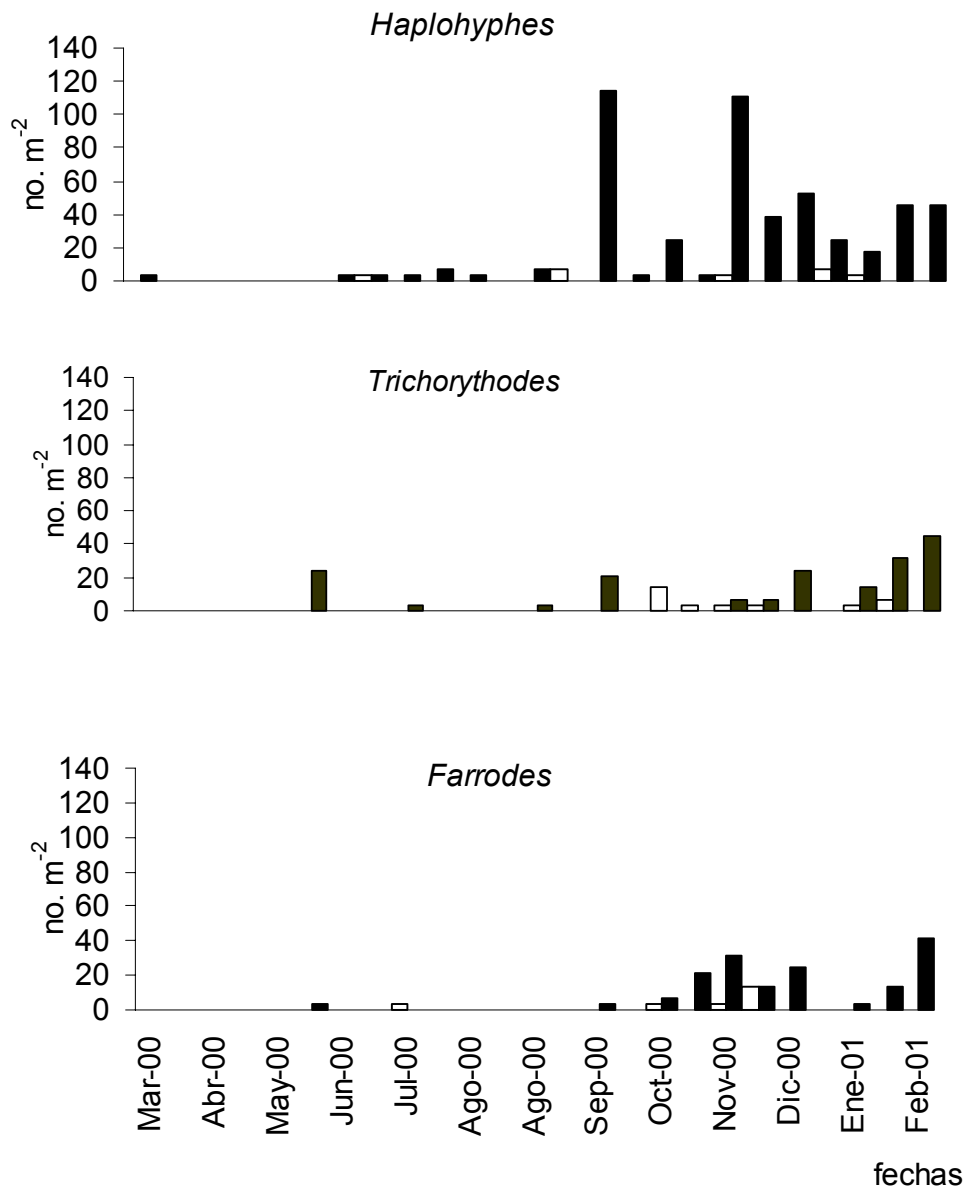 Haplohyphes
140
120
100
80
60
40
20
0
no. m-2
Trichorythodes
140
120
100
80
60
40
20
0
no. m-2
Farrodes
140
120
100
80
60
40
20
0
no. m-2
Mar-00
Abr-00
May-00
Jun-00
Jul-00
Ago-00
Ago-00
Sep-00
Oct-00
Nov-00
Dic-00
Ene-01
Feb-01
fechas